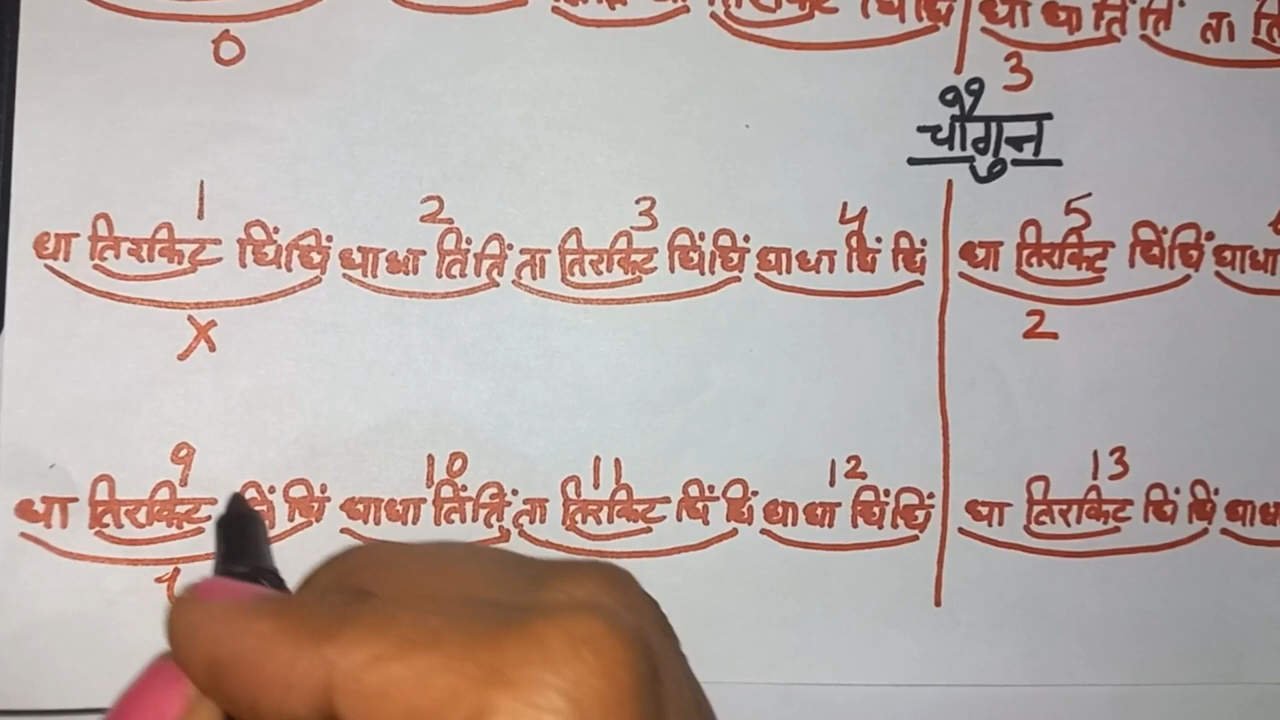 धा धा तिं तिं ता
0 3
"
चौगुन
1 2 3 4 5
धा तिरकिट धिंधिं धाधा तिंतिं ता तिरकिट धिंधिं धाधा धिं धिं | धा तिरकिट धिंधिं धाधा
X 2
9 10 11 12 13
धा तिरकिट धिं धिं धाधा तिंतिं ता तिरकिट धिं धिं धाधा धिंधिं | धा तिरकिट धिं धिं